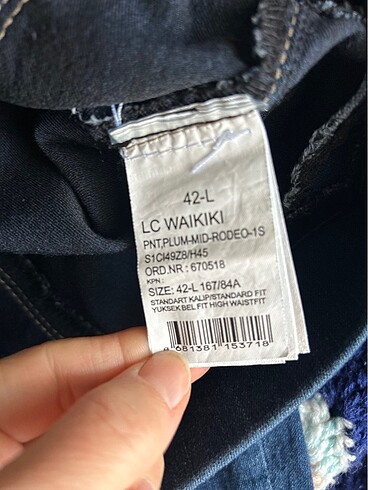 42-L
LC WAIKIKI
PNT,PLUM-MID-RODEO-1S
S1CI49Z8/H45
ORD.NR : 670518
KPN :
SIZE: 42-L 167/84A
STANDART KALIP/STANDARD FIT
YUKSEK BEL FIT HIGH WAISTFIT
8 681381 153718